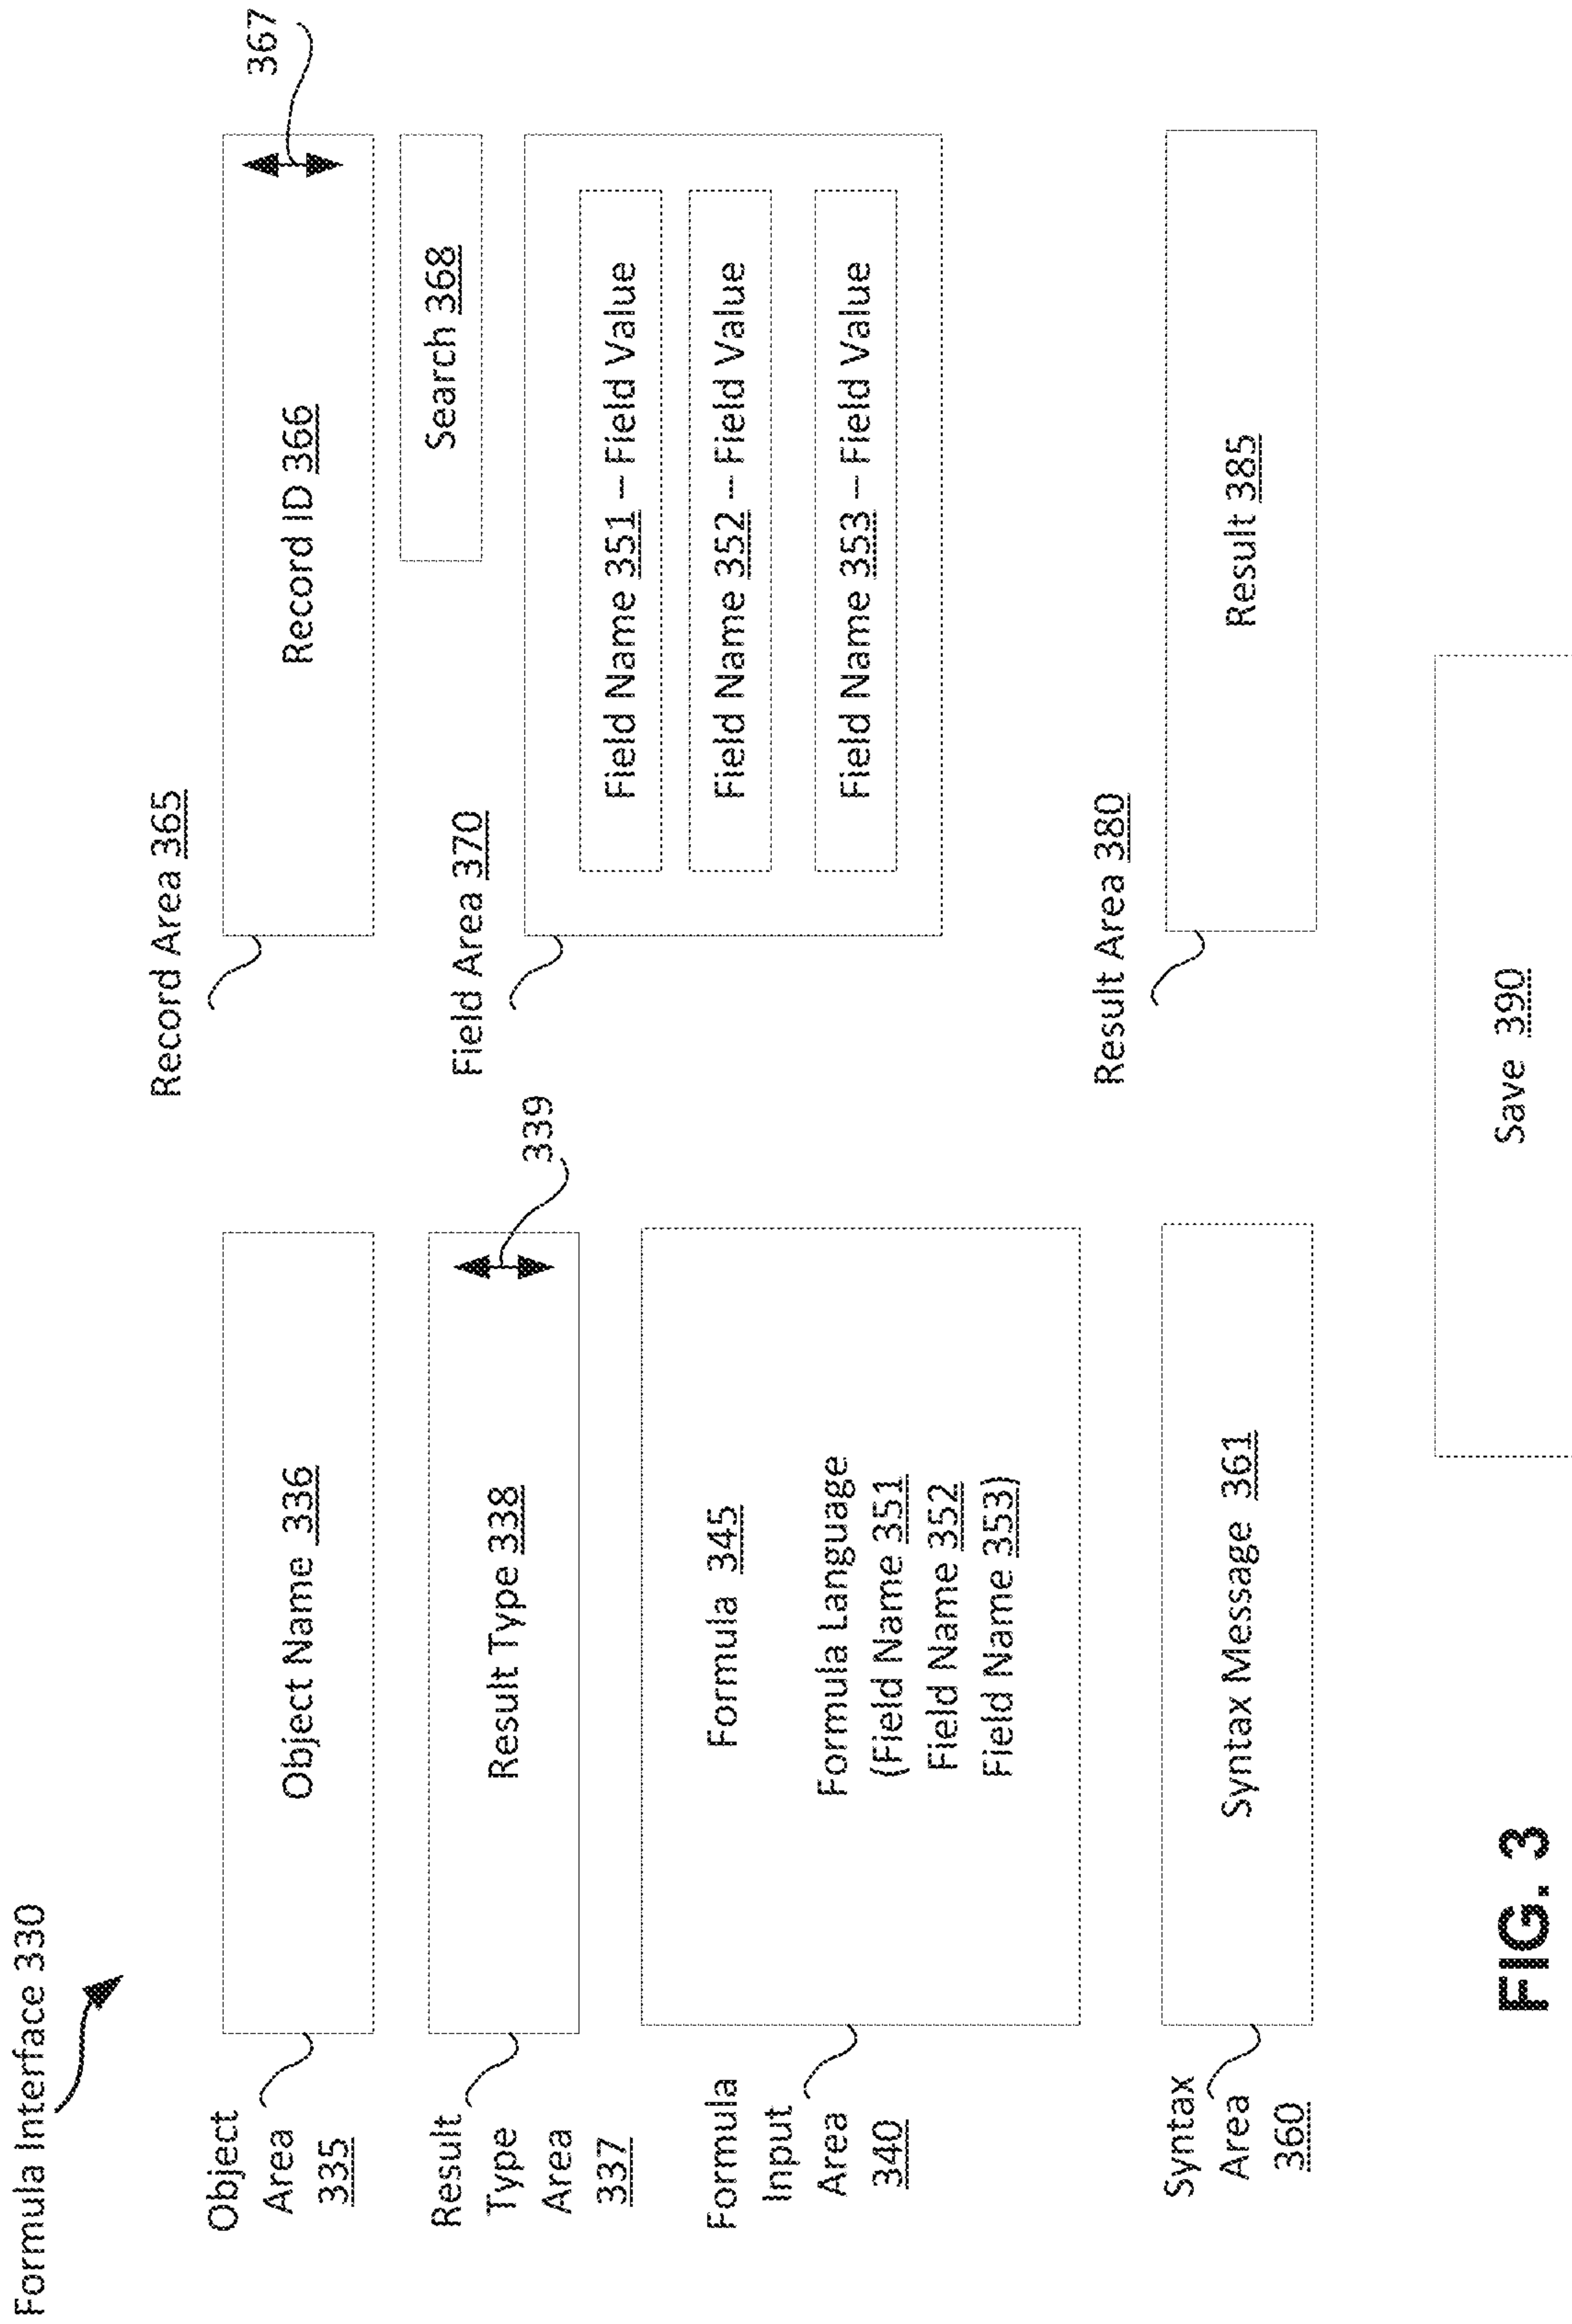 Formula Interface 330
Object
Area
335
Object Name 336
Result
Type
Area
337
Result Type 338
339
Formula
Input
Area
340
Formula 345
Formula Language
(Field Name 351
Field Name 352
Field Name 353)
Syntax
Area
360
Syntax Message 361
Record Area 365
Record ID 366
367
Search 368
Field Area 370
Field Name 351 – Field Value
Field Name 352 – Field Value
Field Name 353 – Field Value
Result Area 380
Result 385
Save 390
FIG. 3